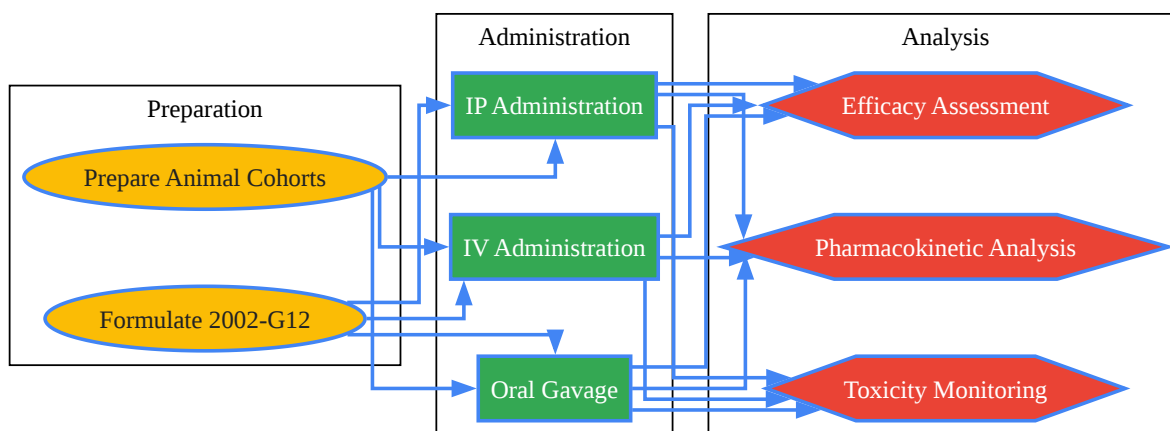 Preparation
Prepare Animal Cohorts
Formulate 2002-G12
Administration
IP Administration
IV Administration
Oral Gavage
Analysis
Efficacy Assessment
Pharmacokinetic Analysis
Toxicity Monitoring